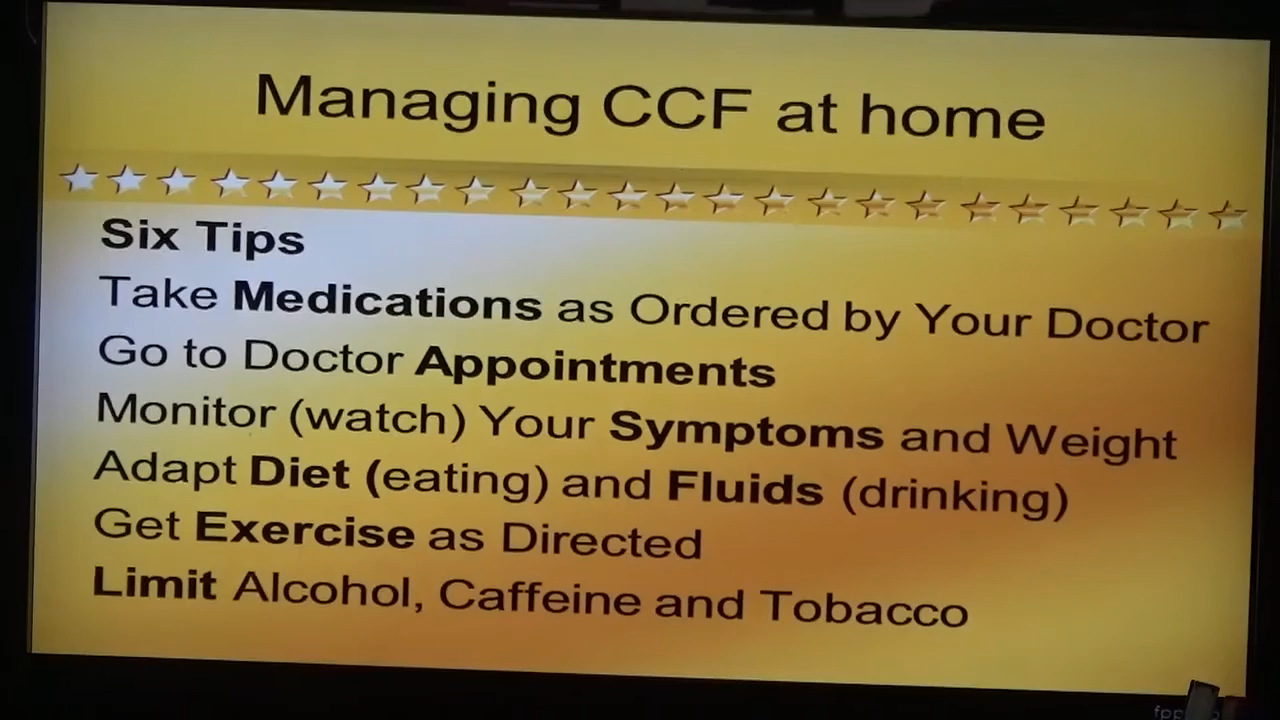 Managing CCF at home
Six Tips
Take Medications as Ordered by Your Doctor
Go to Doctor Appointments
Monitor (watch) Your Symptoms and Weight
Adapt Diet (eating) and Fluids (drinking)
Get Exercise as Directed
Limit Alcohol, Caffeine and Tobacco